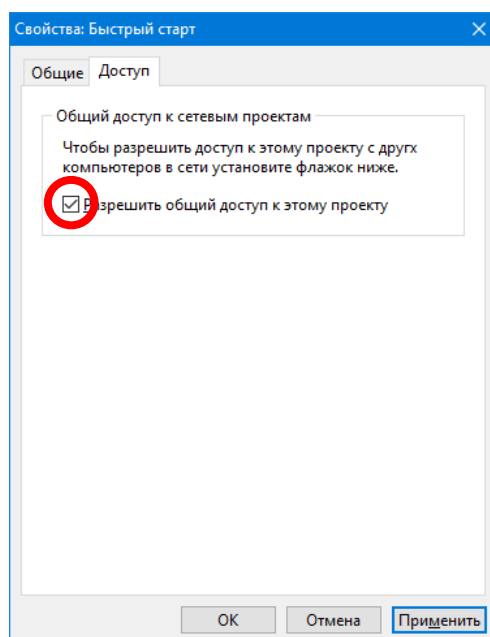 Свойства: Быстрый старт
Общие Доступ
Общий доступ к сетевым проектам
Чтобы разрешить доступ к этому проекту с другх
компьютеров в сети установите флажок ниже.
Разрешить общий доступ к этому проекту
ОК Отмена Применить